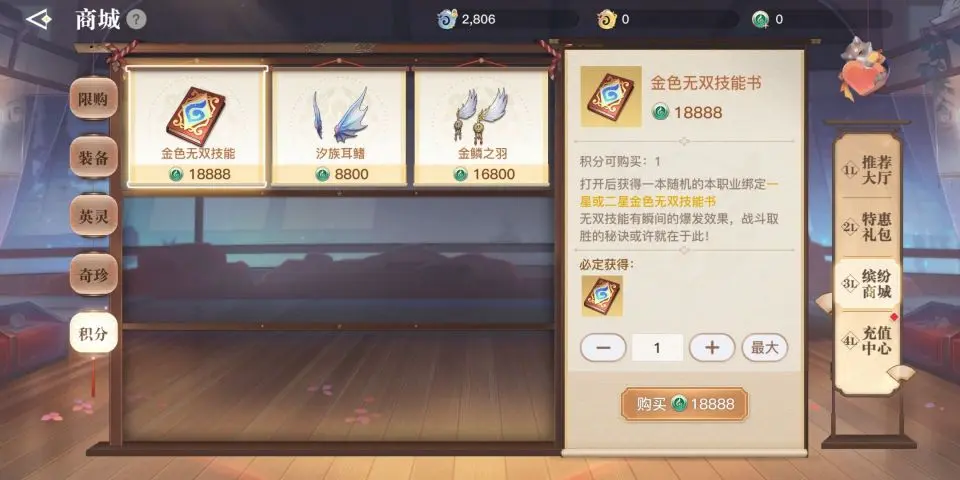 商城
?
2,806
0
0
限购
装备
英灵
奇珍
积分
金色无双技能
18888
汐族耳鳍
8800
金鳞之羽
16800
金色无双技能书
18888
积分可购买：1
打开后获得一本随机的本职业绑定一
星或二星金色无双技能书
无双技能有瞬间的爆发效果，战斗取
胜的秘诀或许就在于此！
必定获得：
1
最大
购买 18888
1L 推荐
大厅
2L 特惠
礼包
3L 缤纷
商城
4L 充值
中心